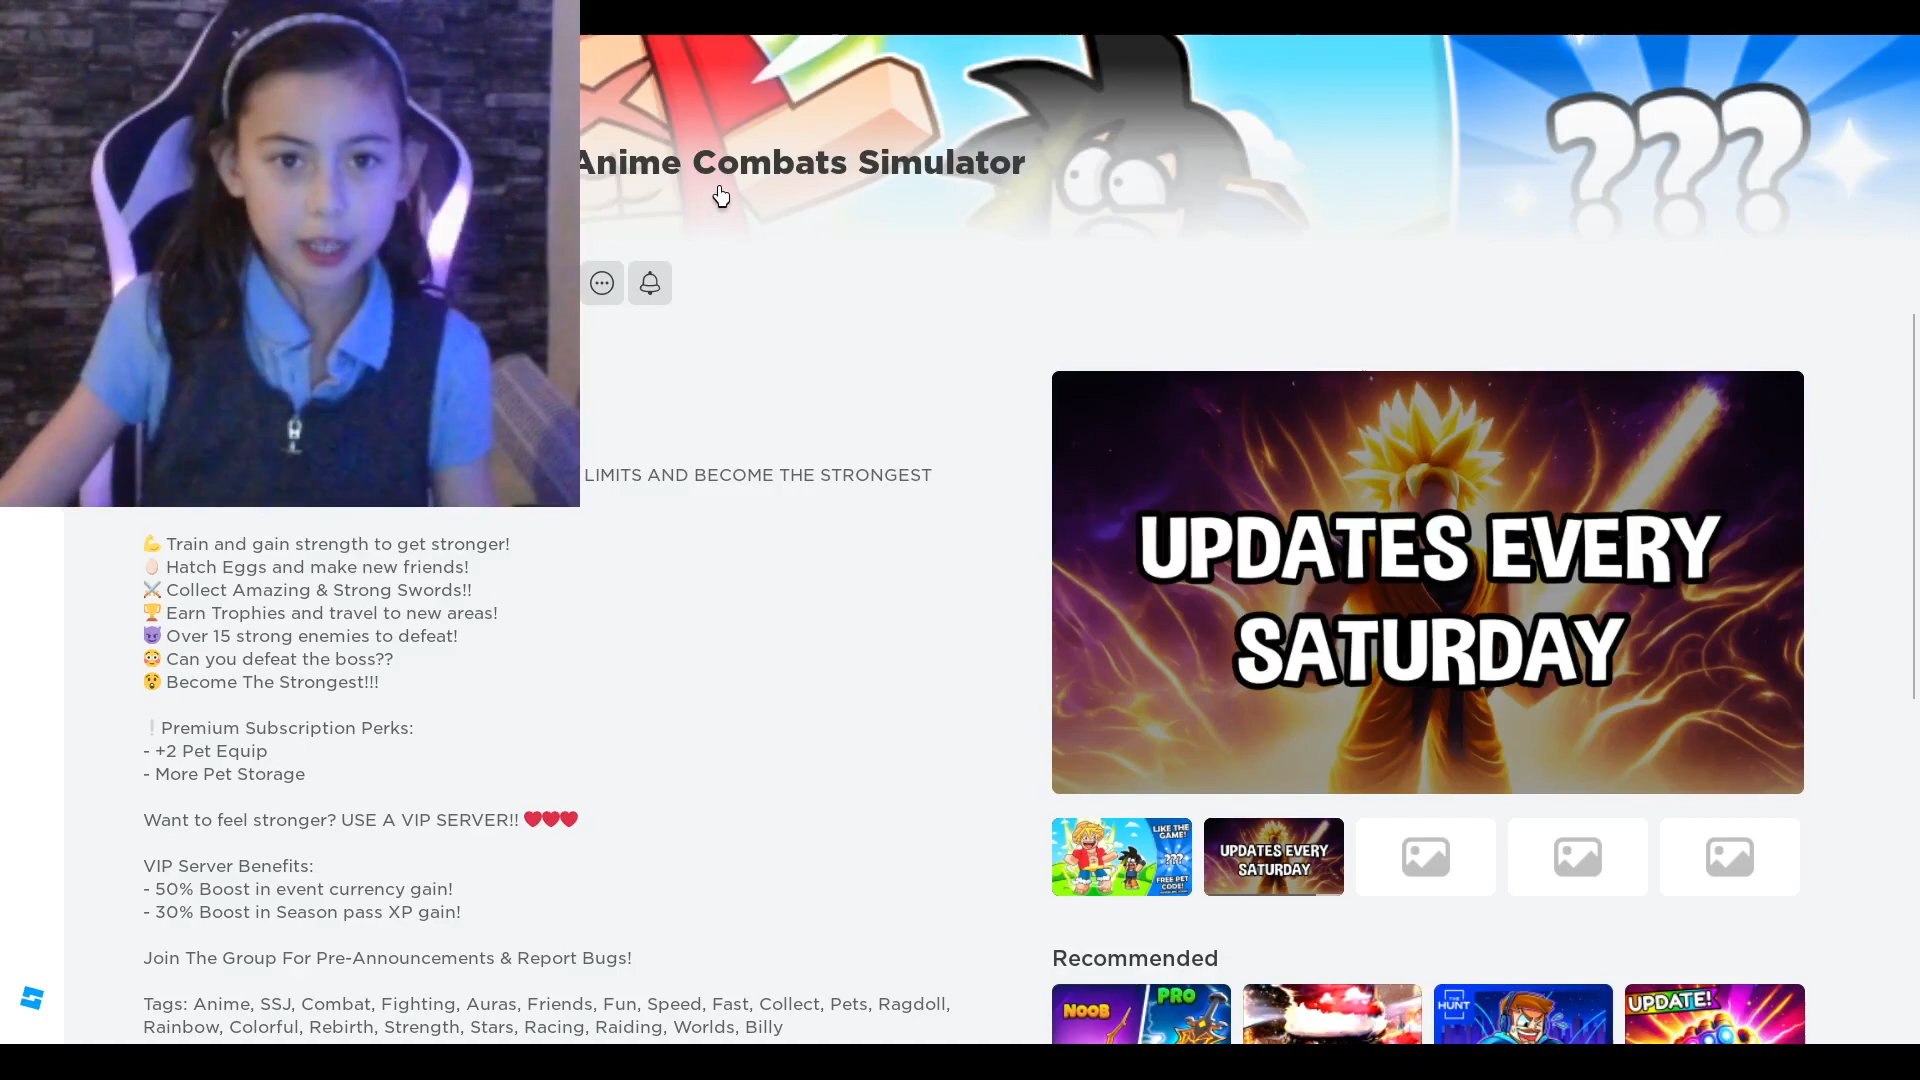 Anime Combats Simulator
???
LIMITS AND BECOME THE STRONGEST
💪 Train and gain strength to get stronger!
🥚 Hatch Eggs and make new friends!
⚔️ Collect Amazing & Strong Swords!!
🏆 Earn Trophies and travel to new areas!
😈 Over 15 strong enemies to defeat!
😳 Can you defeat the boss??
😲 Become The Strongest!!!
❕Premium Subscription Perks:
- +2 Pet Equip
- More Pet Storage
Want to feel stronger? USE A VIP SERVER!! ❤️❤️❤️
VIP Server Benefits:
- 50% Boost in event currency gain!
- 30% Boost in Season pass XP gain!
Join The Group For Pre-Announcements & Report Bugs!
Tags: Anime, SSJ, Combat, Fighting, Auras, Friends, Fun, Speed, Fast, Collect, Pets, Ragdoll,
Rainbow, Colorful, Rebirth, Strength, Stars, Racing, Raiding, Worlds, Billy
UPDATES EVERY
SATURDAY
LIKE THE
GAME!
???
FREE PET
CODE!
UPDATES EVERY
SATURDAY
Recommended
NOOB
PRO
THE
HUNT
UPDATE!